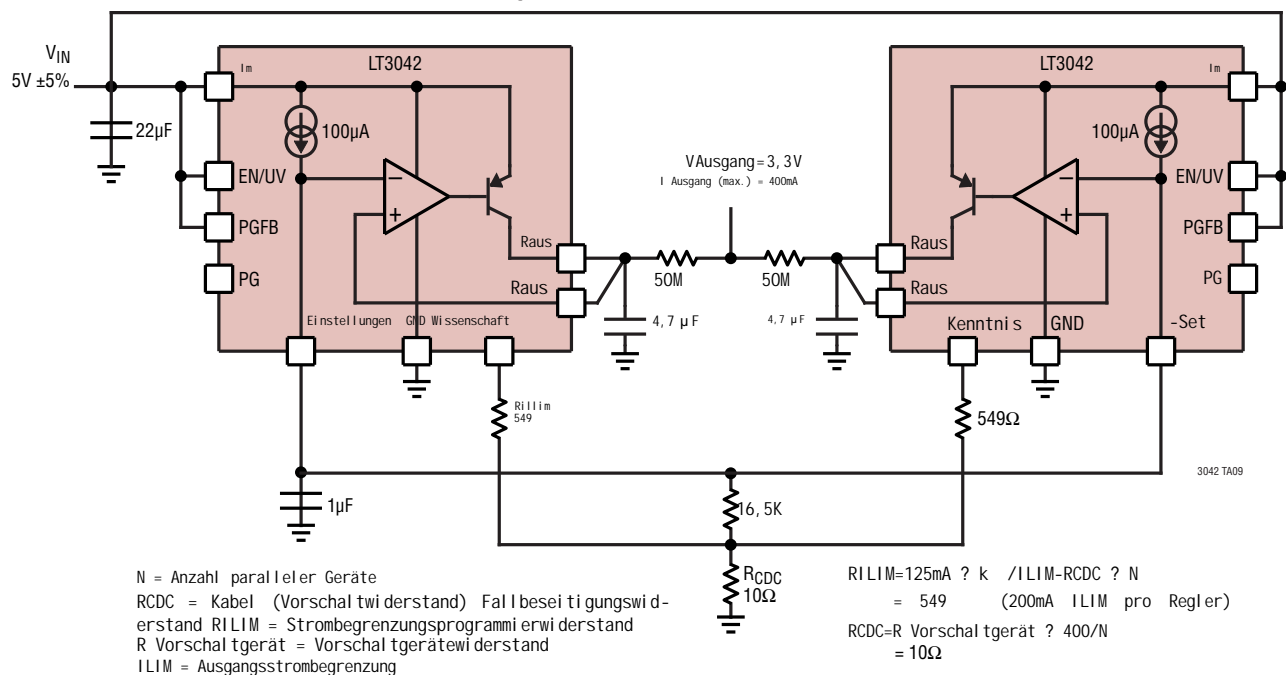 VIN
5V ±5%
22µF
Im
LT3042
100µA
EN/UV
PGFB
PG
Raus
Raus
Einstellungen GND Wissenschaft
Rillim
549
1µF
50M
50M
4,7 µF
4,7 µF
VAusgang=3,3V
I Ausgang (max.) = 400mA
LT3042
Im
100µA
EN/UV
PGFB
PG
Raus
Raus
Kenntnis GND -Set
549Ω
16,5K
RCDC
10Ω
3042 TA09
N = Anzahl paralleler Geräte
RCDC = Kabel (Vorschaltwiderstand) Fallbeseitigungswid-
erstand RILIM = Strombegrenzungsprogrammierwiderstand
R Vorschaltgerät = Vorschaltgerätewiderstand
ILIM = Ausgangsstrombegrenzung
RILIM=125mA ? k /ILIM-RCDC ? N
= 549 (200mA ILIM pro Regler)
RCDC=R Vorschaltgerät ? 400/N
= 10Ω